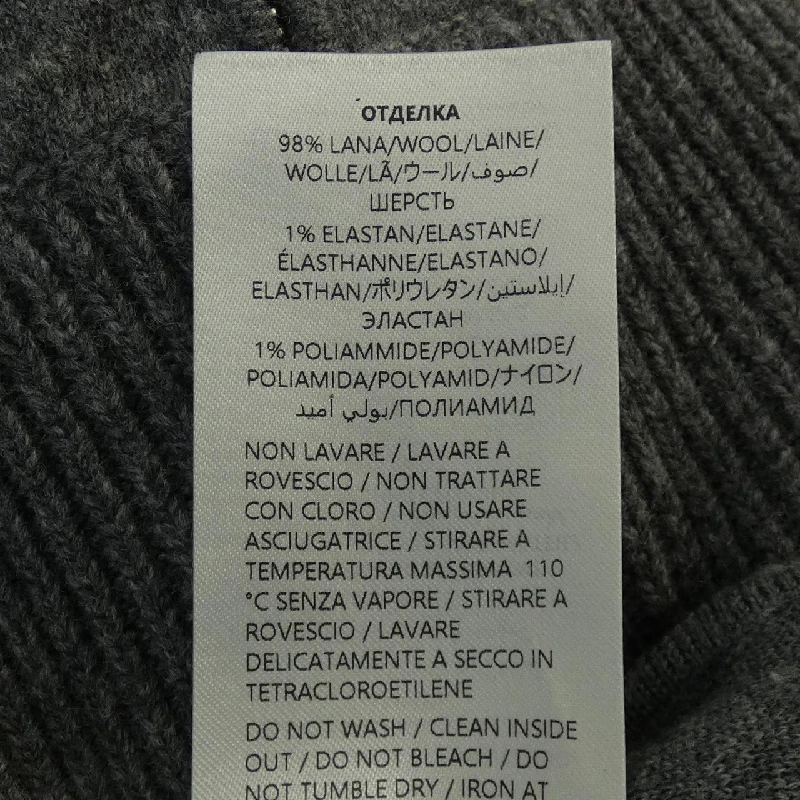 ОТДЕЛКА
98% LANA/WOOL/LAINE/
WOLLE/LÃ/ウール/صوف/
ШЕРСТЬ
1% ELASTAN/ELASTANE/
ÉLASTHANNE/ELASTANO/
ELASTHAN/ポリウレタン/إيلاستين/
ЭЛАСТАН
1% POLIAMMIDE/POLYAMIDE/
POLIAMIDA/POLYAMID/ナイロン/
بولي أميد/ПОЛИАМИД
NON LAVARE / LAVARE A
ROVESCIO / NON TRATTARE
CON CLORO / NON USARE
ASCIUGATRICE / STIRARE A
TEMPERATURA MASSIMA 110
°C SENZA VAPORE / STIRARE A
ROVESCIO / LAVARE
DELICATAMENTE A SECCO IN
TETRACLOROETILENE
DO NOT WASH / CLEAN INSIDE
OUT / DO NOT BLEACH / DO
NOT TUMBLE DRY / IRON AT